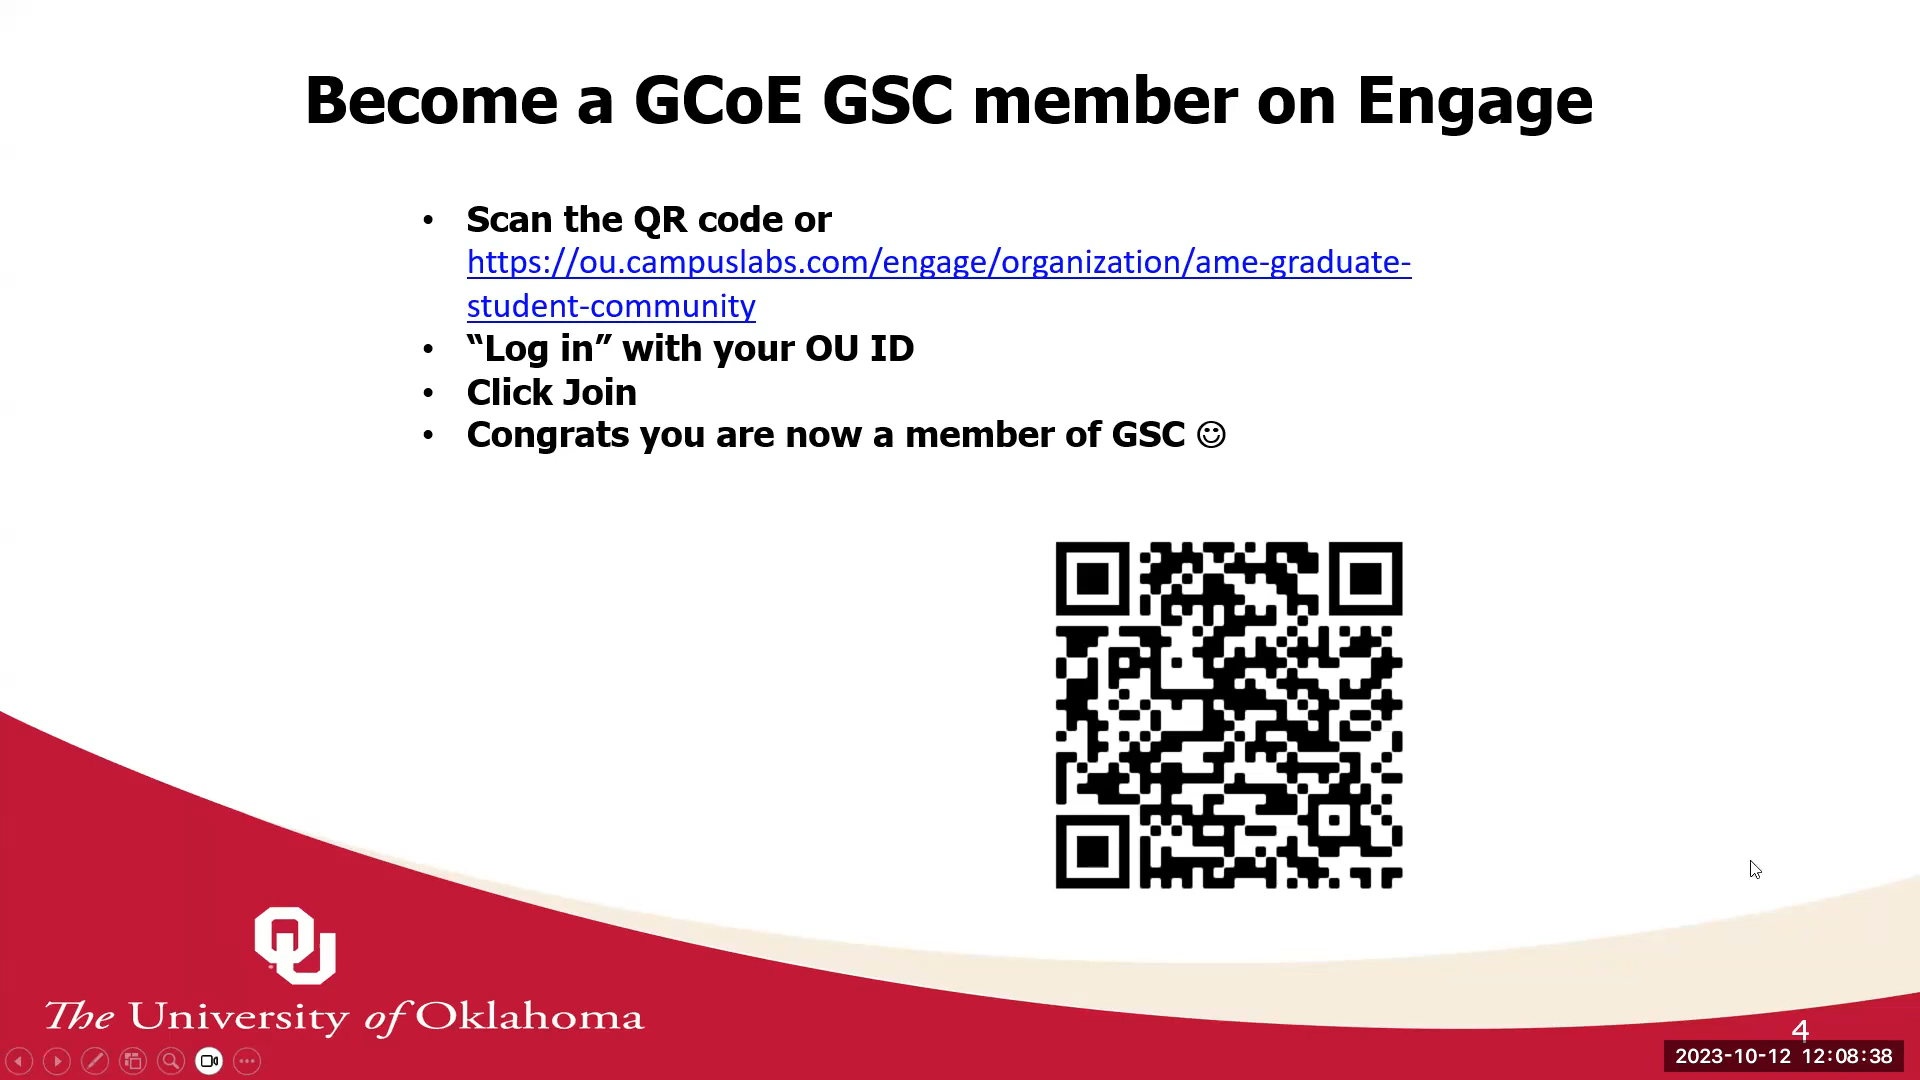 Become a GCoE GSC member on Engage
• Scan the QR code or
https://ou.campuslabs.com/engage/organization/ame-graduate-
student-community
• “Log in” with your OU ID
• Click Join
• Congrats you are now a member of GSC ☺
OU
The University of Oklahoma
4
2023-10-12 12:08:38